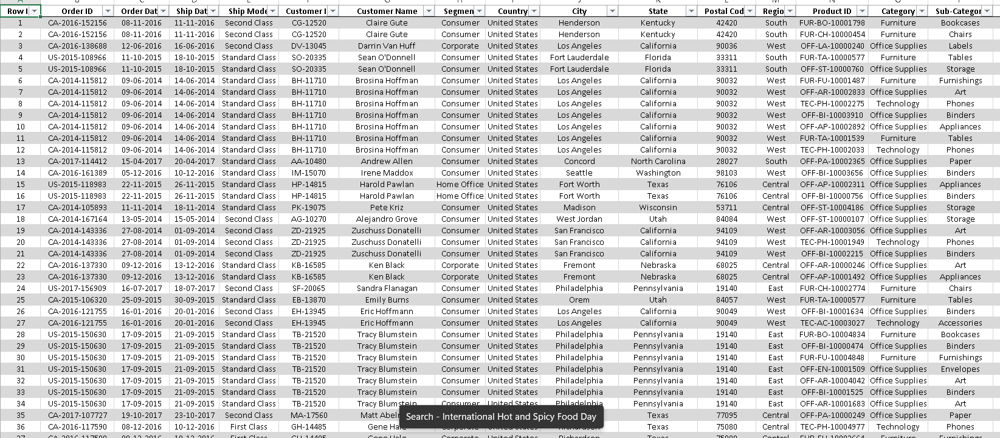 Row I Order ID Order Dat Ship Dat Ship Mode Customer I Customer Name Segmen Country City State Postal Cod Regio Product ID Category Sub-Categor
1 CA-2016-152156 08-11-2016 11-11-2016 Second Class CG-12520 Claire Gute Consumer United States Henderson Kentucky 42420 South FUR-BO-10001798 Furniture Bookcases
2 CA-2016-152156 08-11-2016 11-11-2016 Second Class CG-12520 Claire Gute Consumer United States Henderson Kentucky 42420 South FUR-CH-10000454 Furniture Chairs
3 CA-2016-138688 12-06-2016 16-06-2016 Second Class DV-13045 Darrin Van Huff Corporate United States Los Angeles California 90036 West OFF-LA-10000240 Office Supplies Labels
4 US-2015-108966 11-10-2015 18-10-2015 Standard Class SO-20335 Sean O'Donnell Consumer United States Fort Lauderdale Florida 33311 South FUR-TA-10000577 Furniture Tables
5 US-2015-108966 11-10-2015 18-10-2015 Standard Class SO-20335 Sean O'Donnell Consumer United States Fort Lauderdale Florida 33311 South OFF-ST-10000760 Office Supplies Storage
6 CA-2014-115812 09-06-2014 14-06-2014 Standard Class BH-11710 Brosina Hoffman Consumer United States Los Angeles California 90032 West FUR-FU-10001487 Furniture Furnishings
7 CA-2014-115812 09-06-2014 14-06-2014 Standard Class BH-11710 Brosina Hoffman Consumer United States Los Angeles California 90032 West OFF-AR-10002833 Office Supplies Art
8 CA-2014-115812 09-06-2014 14-06-2014 Standard Class BH-11710 Brosina Hoffman Consumer United States Los Angeles California 90032 West TEC-PH-10002275 Technology Phones
9 CA-2014-115812 09-06-2014 14-06-2014 Standard Class BH-11710 Brosina Hoffman Consumer United States Los Angeles California 90032 West OFF-BI-10003910 Office Supplies Binders
10 CA-2014-115812 09-06-2014 14-06-2014 Standard Class BH-11710 Brosina Hoffman Consumer United States Los Angeles California 90032 West OFF-AP-10002892 Office Supplies Appliances
11 CA-2014-115812 09-06-2014 14-06-2014 Standard Class BH-11710 Brosina Hoffman Consumer United States Los Angeles California 90032 West FUR-TA-10001539 Furniture Tables
12 CA-2014-115812 09-06-2014 14-06-2014 Standard Class BH-11710 Brosina Hoffman Consumer United States Los Angeles California 90032 West TEC-PH-10002033 Technology Phones
13 CA-2017-114412 15-04-2017 20-04-2017 Standard Class AA-10480 Andrew Allen Consumer United States Concord North Carolina 28027 South OFF-PA-10002365 Office Supplies Paper
14 CA-2016-161389 05-12-2016 10-12-2016 Standard Class IM-15070 Irene Maddox Consumer United States Seattle Washington 98103 West OFF-BI-10003656 Office Supplies Binders
15 US-2015-118983 22-11-2015 26-11-2015 Standard Class HP-14815 Harold Pawlan Home Office United States Fort Worth Texas 76106 Central OFF-AP-10002311 Office Supplies Appliances
16 US-2015-118983 22-11-2015 26-11-2015 Standard Class HP-14815 Harold Pawlan Home Office United States Fort Worth Texas 76106 Central OFF-BI-10000756 Office Supplies Binders
17 CA-2014-105893 11-11-2014 18-11-2014 Standard Class PK-19075 Pete Kriz Consumer United States Madison Wisconsin 53711 Central OFF-ST-10004186 Office Supplies Storage
18 CA-2014-167164 13-05-2014 15-05-2014 Second Class AG-10270 Alejandro Grove Consumer United States West Jordan Utah 84084 West OFF-ST-10000107 Office Supplies Storage
19 CA-2014-143336 27-08-2014 01-09-2014 Second Class ZD-21925 Zuschuss Donatelli Consumer United States San Francisco California 94109 West OFF-AR-10003056 Office Supplies Art
20 CA-2014-143336 27-08-2014 01-09-2014 Second Class ZD-21925 Zuschuss Donatelli Consumer United States San Francisco California 94109 West TEC-PH-10001949 Technology Phones
21 CA-2014-143336 27-08-2014 01-09-2014 Second Class ZD-21925 Zuschuss Donatelli Consumer United States San Francisco California 94109 West OFF-BI-10002215 Office Supplies Binders
22 CA-2016-137330 09-12-2016 13-12-2016 Standard Class KB-16585 Ken Black Corporate United States Fremont Nebraska 68025 Central OFF-AR-10000246 Office Supplies Art
23 CA-2016-137330 09-12-2016 13-12-2016 Standard Class KB-16585 Ken Black Corporate United States Fremont Nebraska 68025 Central OFF-AP-10001492 Office Supplies Appliances
24 US-2017-156909 16-07-2017 18-07-2017 Second Class SF-20065 Sandra Flanagan Consumer United States Philadelphia Pennsylvania 19140 East FUR-CH-10002774 Furniture Chairs
25 CA-2015-106320 25-09-2015 30-09-2015 Standard Class EB-13870 Emily Burns Consumer United States Orem Utah 84057 West FUR-TA-10000577 Furniture Tables
26 CA-2016-121755 16-01-2016 20-01-2016 Second Class EH-13945 Eric Hoffmann Consumer United States Los Angeles California 90049 West OFF-BI-10001634 Office Supplies Binders
27 CA-2016-121755 16-01-2016 20-01-2016 Second Class EH-13945 Eric Hoffmann Consumer United States Los Angeles California 90049 West TEC-AC-10003027 Technology Accessories
28 US-2015-150630 17-09-2015 21-09-2015 Standard Class TB-21520 Tracy Blumstein Consumer United States Philadelphia Pennsylvania 19140 East FUR-BO-10004834 Furniture Bookcases
29 US-2015-150630 17-09-2015 21-09-2015 Standard Class TB-21520 Tracy Blumstein Consumer United States Philadelphia Pennsylvania 19140 East OFF-BI-10000474 Office Supplies Binders
30 US-2015-150630 17-09-2015 21-09-2015 Standard Class TB-21520 Tracy Blumstein Consumer United States Philadelphia Pennsylvania 19140 East FUR-FU-10004848 Furniture Furnishings
31 US-2015-150630 17-09-2015 21-09-2015 Standard Class TB-21520 Tracy Blumstein Consumer United States Philadelphia Pennsylvania 19140 East OFF-EN-10001509 Office Supplies Envelopes
32 US-2015-150630 17-09-2015 21-09-2015 Standard Class TB-21520 Tracy Blumstein Consumer United States Philadelphia Pennsylvania 19140 East OFF-AR-10004042 Office Supplies Art
33 US-2015-150630 17-09-2015 21-09-2015 Standard Class TB-21520 Tracy Blumstein Consumer United States Philadelphia Pennsylvania 19140 East OFF-BI-10001525 Office Supplies Binders
34 US-2015-150630 17-09-2015 21-09-2015 Standard Class TB-21520 Tracy Blumstein Consumer United States Philadelphia Pennsylvania 19140 East OFF-AR-10001683 Office Supplies Art
35 CA-2017-107727 19-10-2017 23-10-2017 Second Class MA-17560 Matt Texas 77095 Central OFF-PA-10000249 Office Supplies Paper
Search - International Hot and Spicy Food Day
36 CA-2016-117590 08-12-2016 10-12-2016 First Class GH-14485 Gene Texas 75080 Central TEC-PH-10004977 Technology Phones